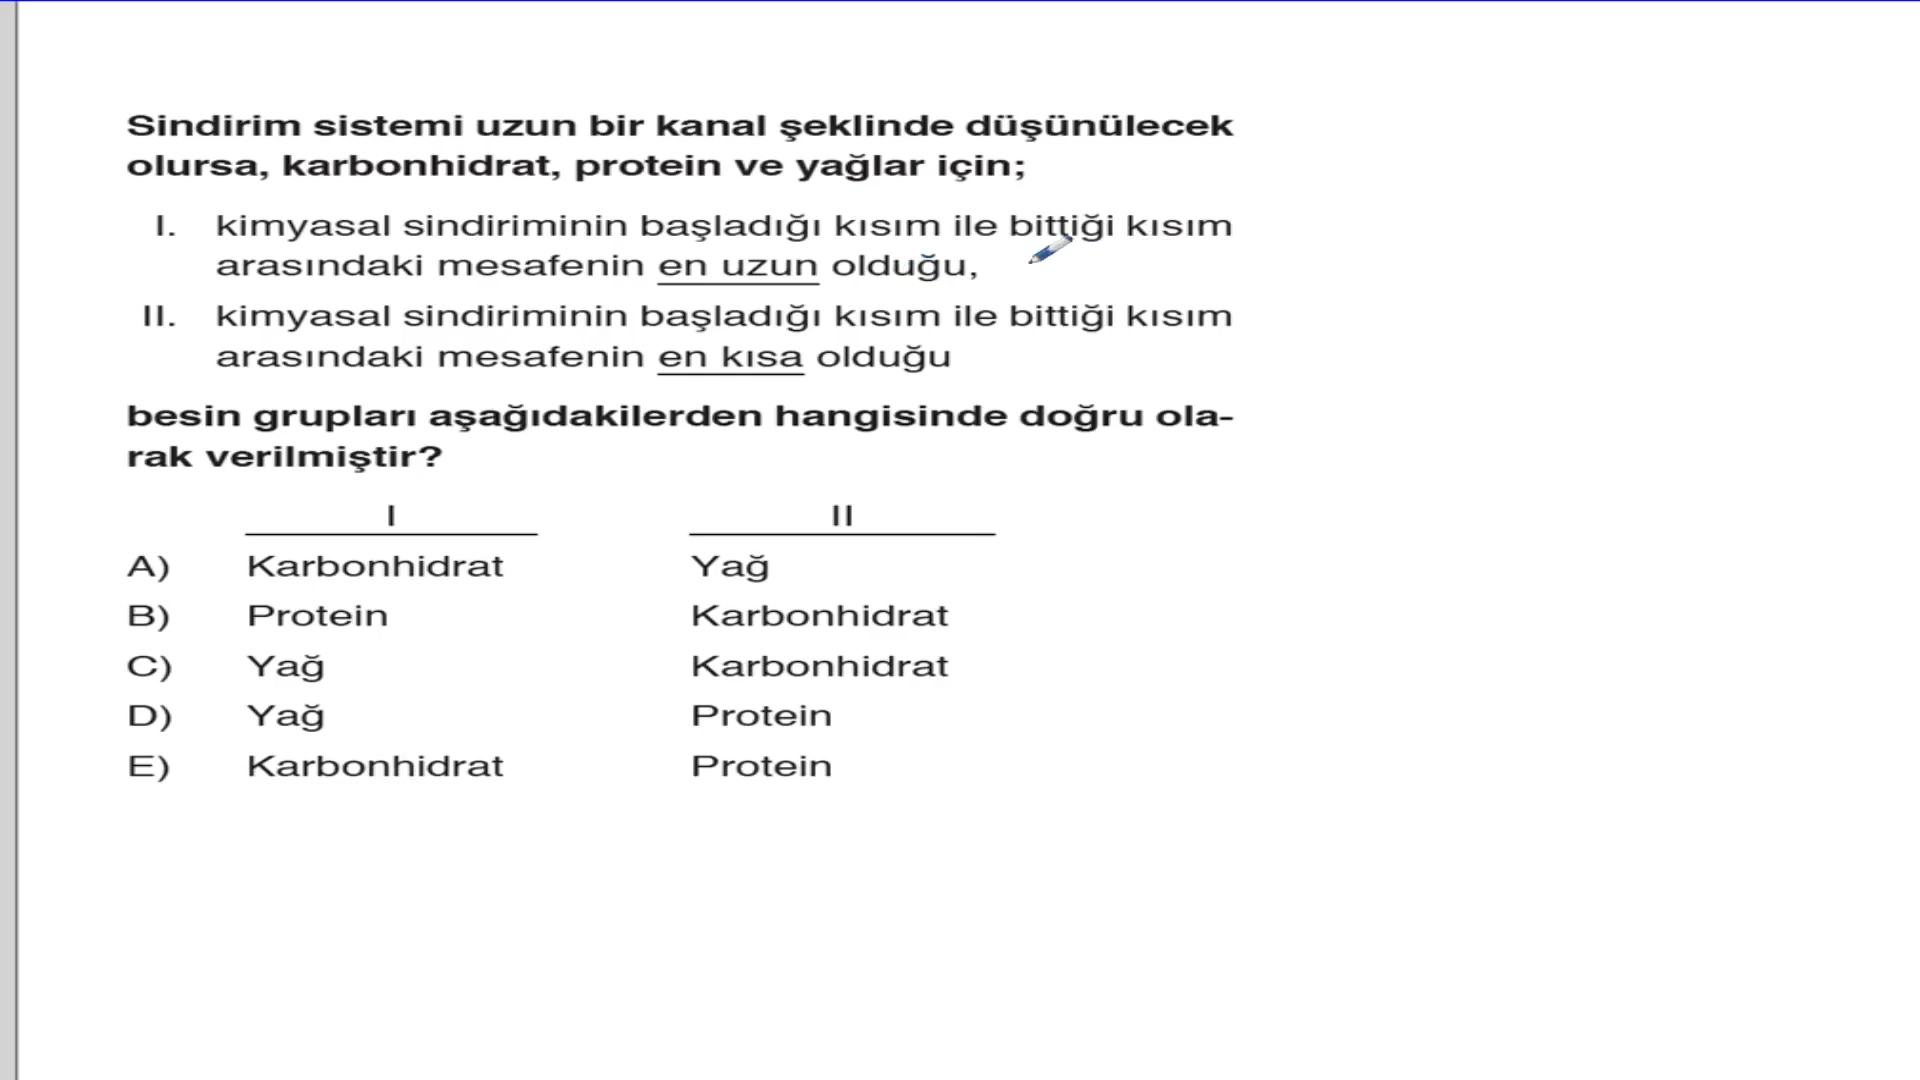 Sindirim sistemi uzun bir kanal şeklinde düşünülecek
olursa, karbonhidrat, protein ve yağlar için;
I. kimyasal sindiriminin başladığı kısım ile bittiği kısım
arasındaki mesafenin en uzun olduğu,
II. kimyasal sindiriminin başladığı kısım ile bittiği kısım
arasındaki mesafenin en kısa olduğu
besin grupları aşağıdakilerden hangisinde doğru ola-
rak verilmiştir?
I II
A) Karbonhidrat Yağ
B) Protein Karbonhidrat
C) Yağ Karbonhidrat
D) Yağ Protein
E) Karbonhidrat Protein